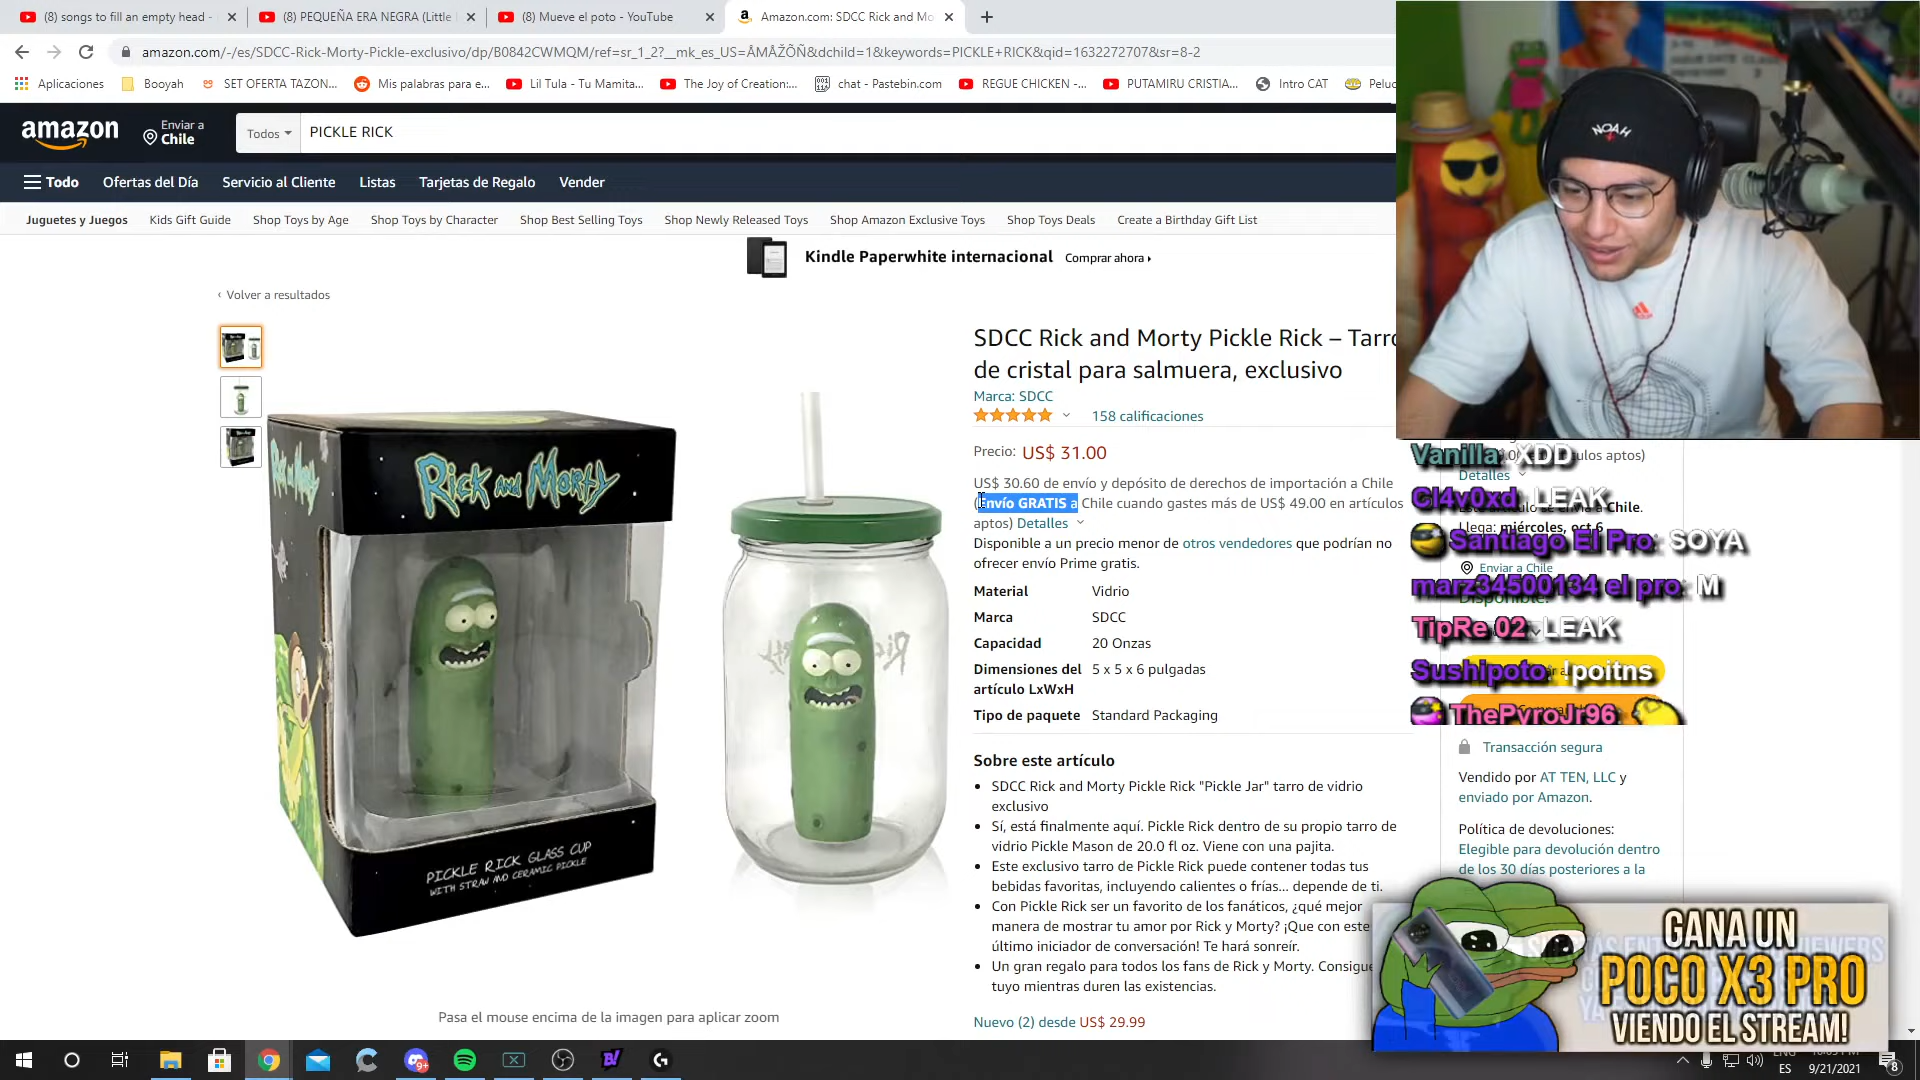 (8) songs to fill an empty head -
(8) PEQUEÑA ERA NEGRA (Little
(8) Mueve el poto - YouTube
Amazon.com: SDCC Rick and Mo
amazon.com/-/es/SDCC-Rick-Morty-Pickle-exclusivo/dp/B0842CWMQM/ref=sr_1_2?__mk_es_US=ÅMÅŽÕÑ&dchild=1&keywords=PICKLE+RICK&qid=1632272707&sr=8-2
Aplicaciones
Booyah
SET OFERTA TAZON...
Mis palabras para e...
Lil Tula - Tu Mamita...
The Joy of Creation:...
chat - Pastebin.com
REGUE CHICKEN -...
PUTAMIRU CRISTIA...
Intro CAT
Peluc
amazon
Enviar a
Chile
Todos
PICKLE RICK
Todo
Ofertas del Día
Servicio al Cliente
Listas
Tarjetas de Regalo
Vender
Juguetes y Juegos
Kids Gift Guide
Shop Toys by Age
Shop Toys by Character
Shop Best Selling Toys
Shop Newly Released Toys
Shop Amazon Exclusive Toys
Shop Toys Deals
Create a Birthday Gift List
Kindle Paperwhite internacional
Comprar ahora
‹ Volver a resultados
SDCC Rick and Morty Pickle Rick – Tarro
de cristal para salmuera, exclusivo
Marca: SDCC
158 calificaciones
Precio: US$ 31.00
US$ 30.60 de envío y depósito de derechos de importación a Chile
(Envío GRATIS a Chile cuando gastes más de US$ 49.00 en artículos
aptos) Detalles
Disponible a un precio menor de otros vendedores que podrían no
ofrecer envío Prime gratis.
Material Vidrio
Marca SDCC
Capacidad 20 Onzas
Dimensiones del 5 x 5 x 6 pulgadas
artículo LxWxH
Tipo de paquete Standard Packaging
Sobre este artículo
SDCC Rick and Morty Pickle Rick "Pickle Jar" tarro de vidrio
exclusivo
Sí, está finalmente aquí. Pickle Rick dentro de su propio tarro de
vidrio Pickle Mason de 20.0 fl oz. Viene con una pajita.
Este exclusivo tarro de Pickle Rick puede contener todas tus
bebidas favoritas, incluyendo calientes o frías... depende de ti.
Con Pickle Rick ser un favorito de los fanáticos, ¿qué mejor
manera de mostrar tu amor por Rick y Morty? ¡Que con este
último iniciador de conversación! Te hará sonreír.
Un gran regalo para todos los fans de Rick y Morty. Consigue
tuyo mientras duren las existencias.
Nuevo (2) desde US$ 29.99
Rick and Morty
PICKLE RICK GLASS CUP
WITH STRAW AND CERAMIC PICKLE
Pasa el mouse encima de la imagen para aplicar zoom
NOAH
Vanilla: XDD
Detalles
Cl4v0xd: LEAK
Chile.
Llega: miércoles, oct 6
Santiago El Pro: SOYA
Enviar a Chile
marz34500134 el pro: M
Disponible.
TipRe 02: LEAK
Sushipoto: !poitns
ThePyroJr96
Transacción segura
Vendido por AT TEN, LLC y
enviado por Amazon.
Política de devoluciones:
Elegible para devolución dentro
de los 30 días posteriores a la
GANA UN
POCO X3 PRO
VIENDO EL STREAM!
9+
ENG
ES
9/21/2021
8